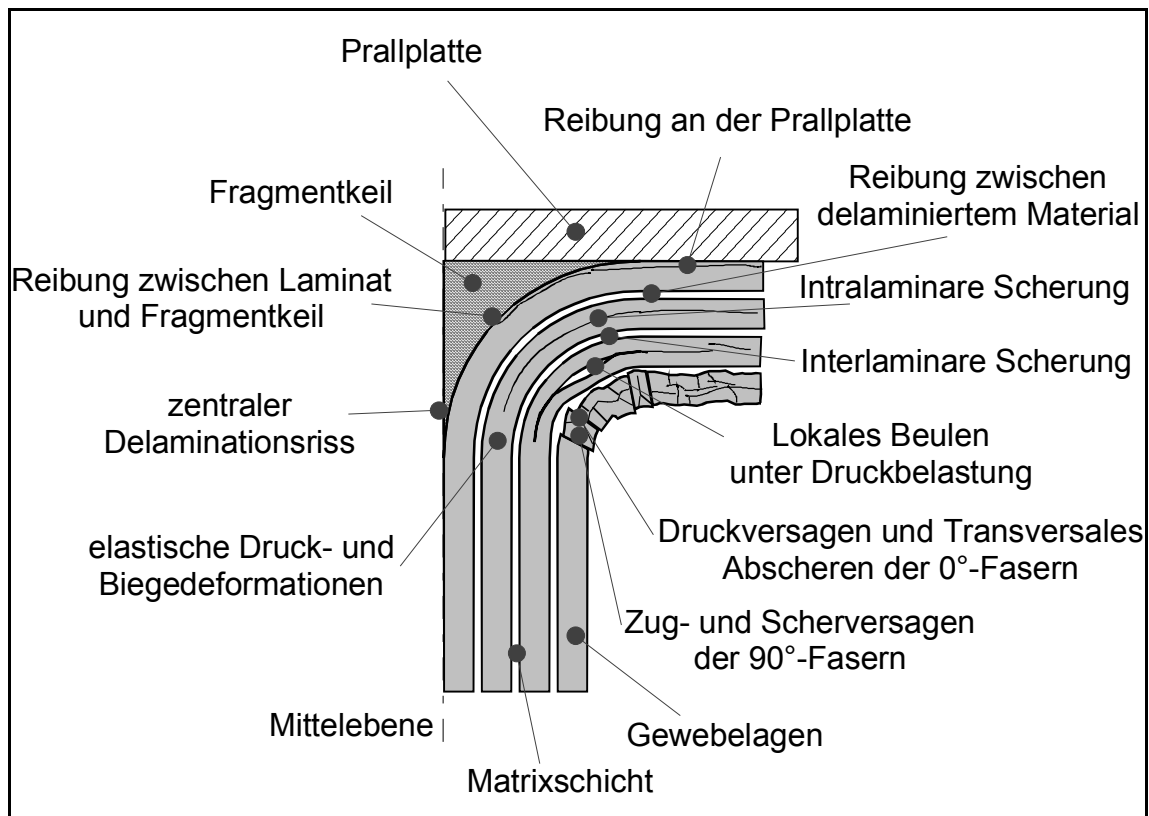 Prallplatte
Reibung an der Prallplatte
Reibung zwischen
delaminiertem Material
Fragmentkeil
Reibung zwischen Laminat
und Fragmentkeil
Intralaminare Scherung
Interlaminare Scherung
zentraler
Delaminationsriss
Lokales Beulen
unter Druckbelastung
elastische Druck- und
Biegedeformationen
Druckversagen und Transversales
Abscheren der 0°-Fasern
Zug- und Scherversagen
der 90°-Fasern
Mittelebene
Gewebelagen
Matrixschicht